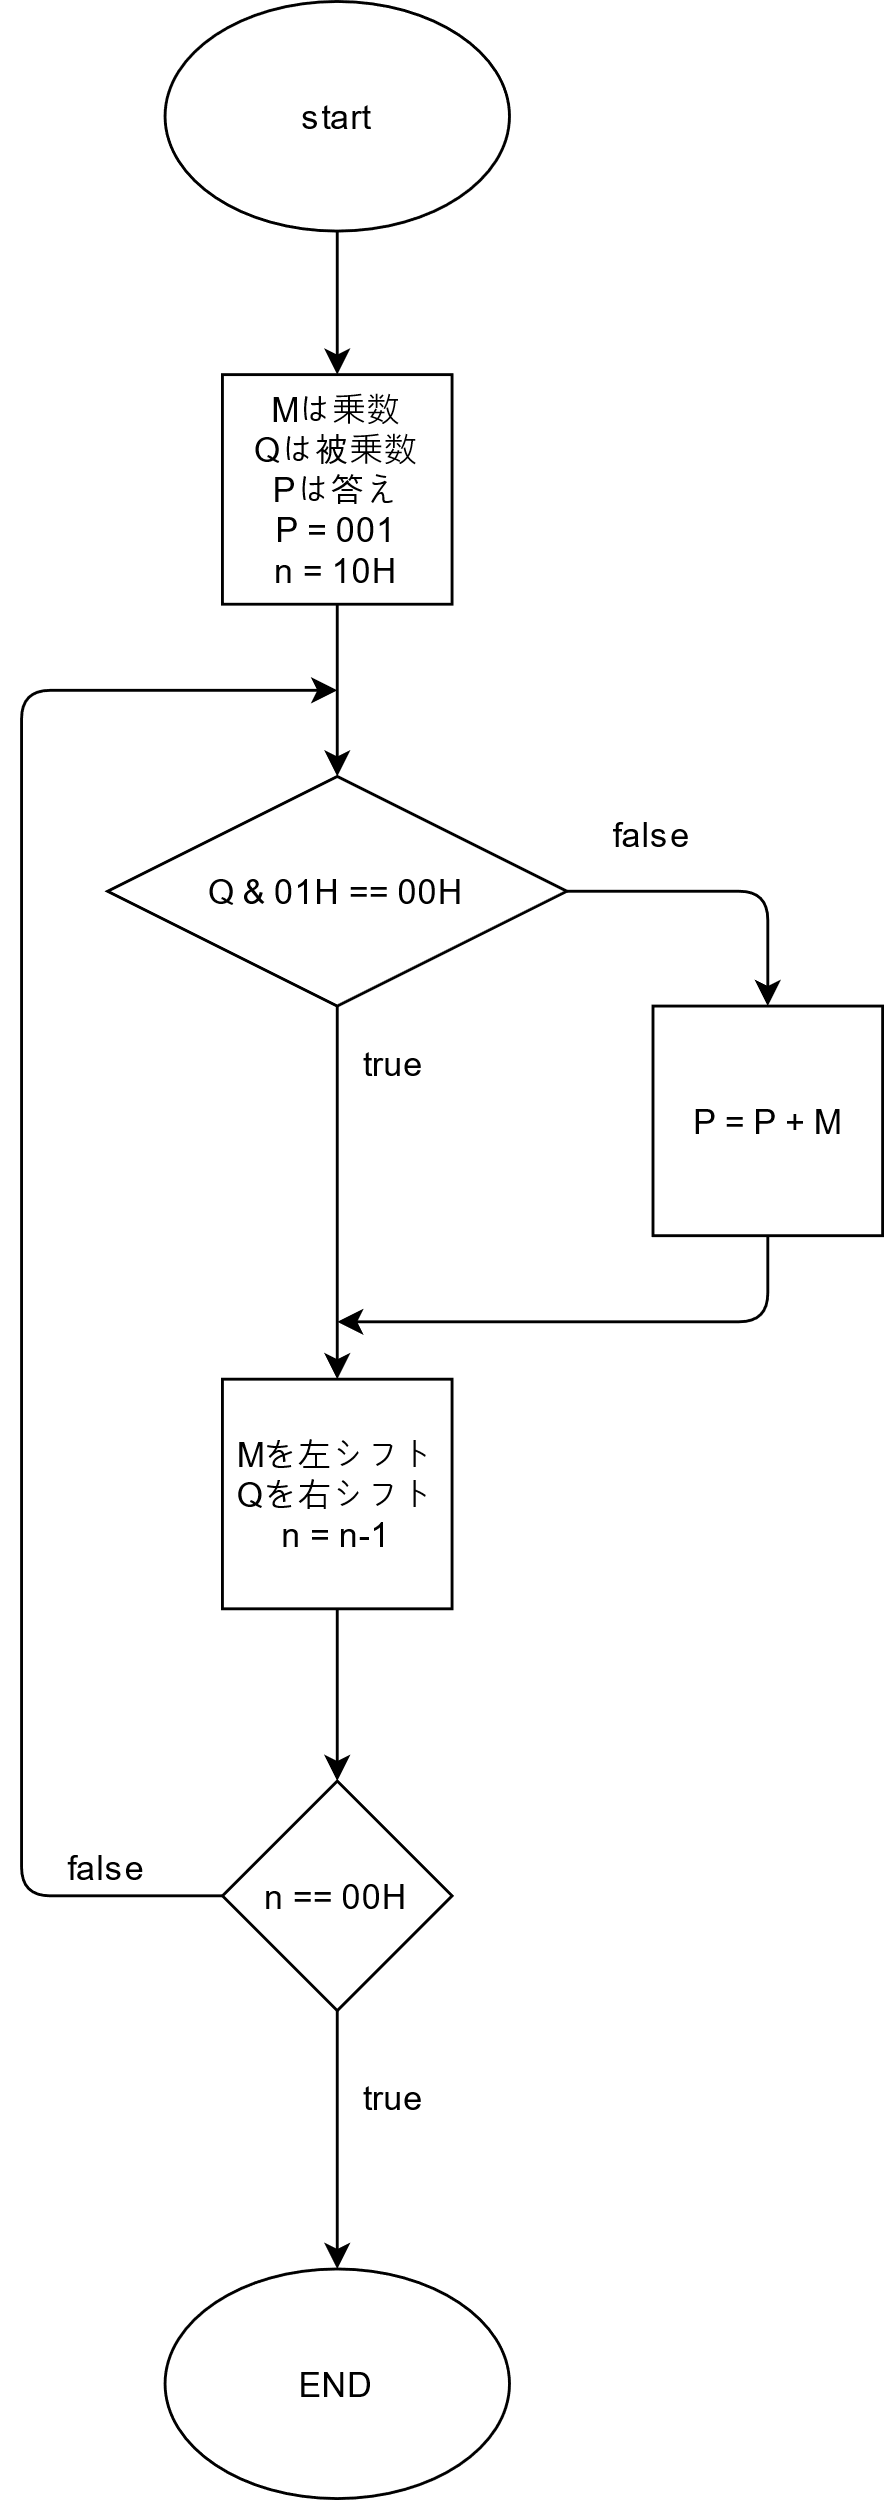 start
Mは乗数
Qは被乗数
Pは答え
P = 001
n = 10H
Q & 01H == 00H
false
true
P = P + M
Mを左シフト
Qを右シフト
n = n-1
false
n == 00H
true
END